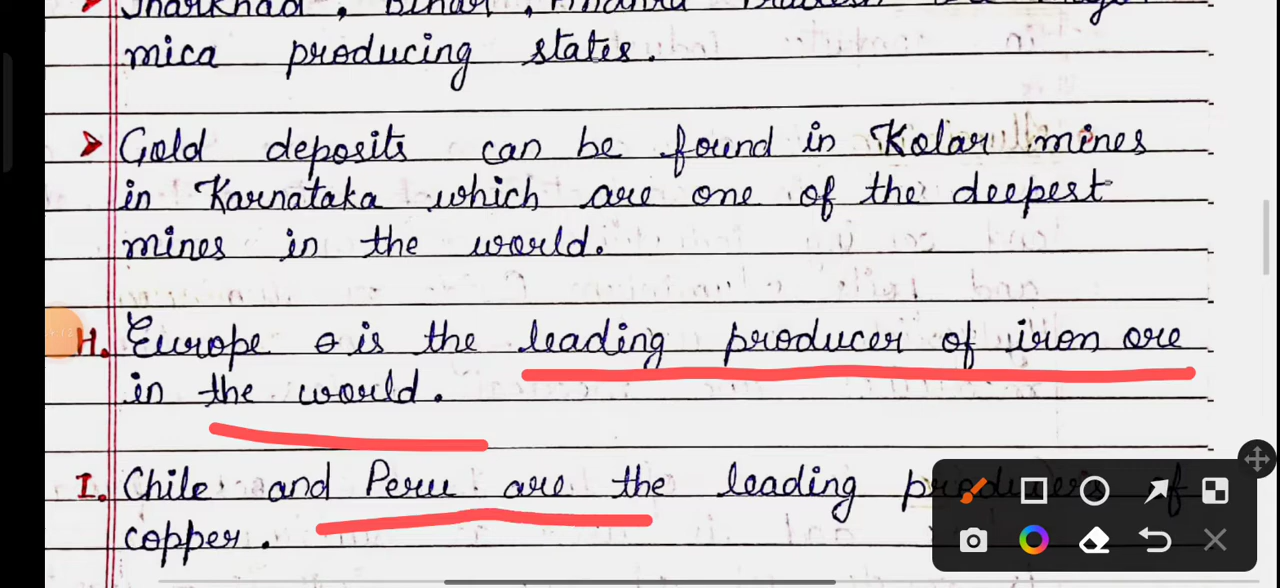 mica producing states.
➤ Gold deposits can be found in Kolar mines
in Karnataka which are one of the deepest
mines in the world.
H. Europe is the leading producer of iron ore
in the world.
I. Chile and Peru are the leading producers of
copper.